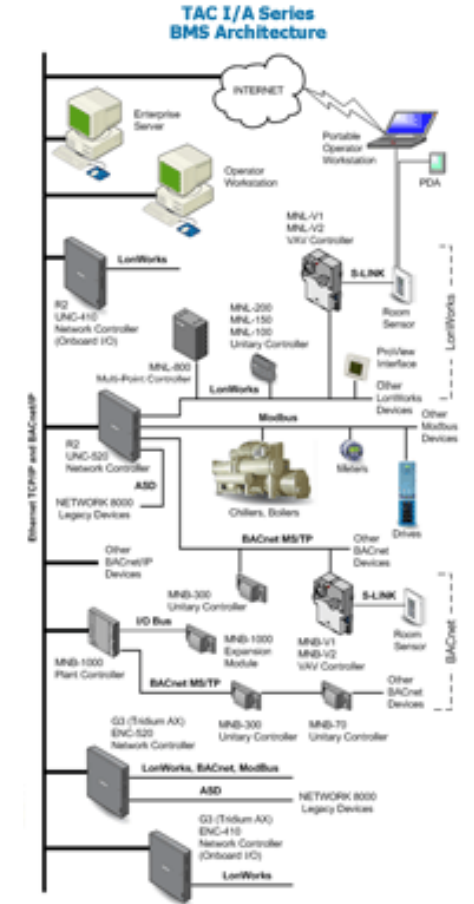 TAC I/A Series
BMS Architecture
INTERNET
Enterprise
Server
Portable
Operator
Workstation
PDA
Operator
Workstation
MNL-V1
MNL-V2
VAV Controller
LonWorks
S-LINK
R2
UNC-410
Network Controller
(Onboard I/O)
Room
Sensor
MNL-200
MNL-150
MNL-100
Unitary Controller
LonWorks
MNL-800
Multi-Point Controller
ProView
Interface
LonWorks
Other
LonWorks
Devices
Modbus
Other
Modbus
Devices
R2
UNC-520
Network Controller
Ethernet TCP/IP and BACnet/IP
ASD
NETWORK 8000
Legacy Devices
Chillers, Boilers
Meters
Drives
BACnet MS/TP
Other
BACnet
Devices
Other
BACnet/IP
Devices
MNB-300
Unitary Controller
S-LINK
I/O Bus
MNB-1000
Expansion
Module
MNB-V1
MNB-V2
VAV Controller
Room
Sensor
BACnet
MNB-1000
Plant Controller
BACnet MS/TP
Other
BACnet
Devices
MNB-300
Unitary Controller
MNB-70
Unitary Controller
G3 (Tridium AX)
ENC-520
Network Controller
LonWorks, BACnet, ModBus
ASD
NETWORK 8000
Legacy Devices
G3 (Tridium AX)
ENC-410
Network Controller
(Onboard I/O)
LonWorks